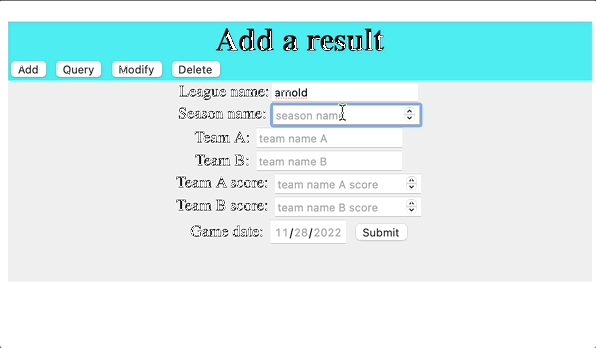 Add a result
Add Query Modify Delete
League name: arnold
Season name: season name
Team A: team name A
Team B: team name B
Team A score: team name A score
Team B score: team name B score
Game date: 11/28/2022 Submit